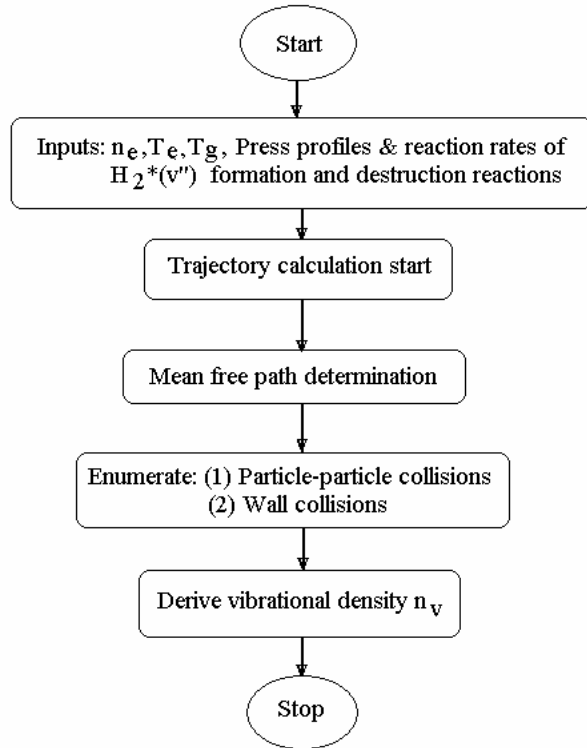 Start
Inputs: nₑ,Tₑ,T_g, Press profiles & reaction rates of
H₂*(v") formation and destruction reactions
Trajectory calculation start
Mean free path determination
Enumerate: (1) Particle-particle collisions
(2) Wall collisions
Derive vibrational density nᵥ
Stop